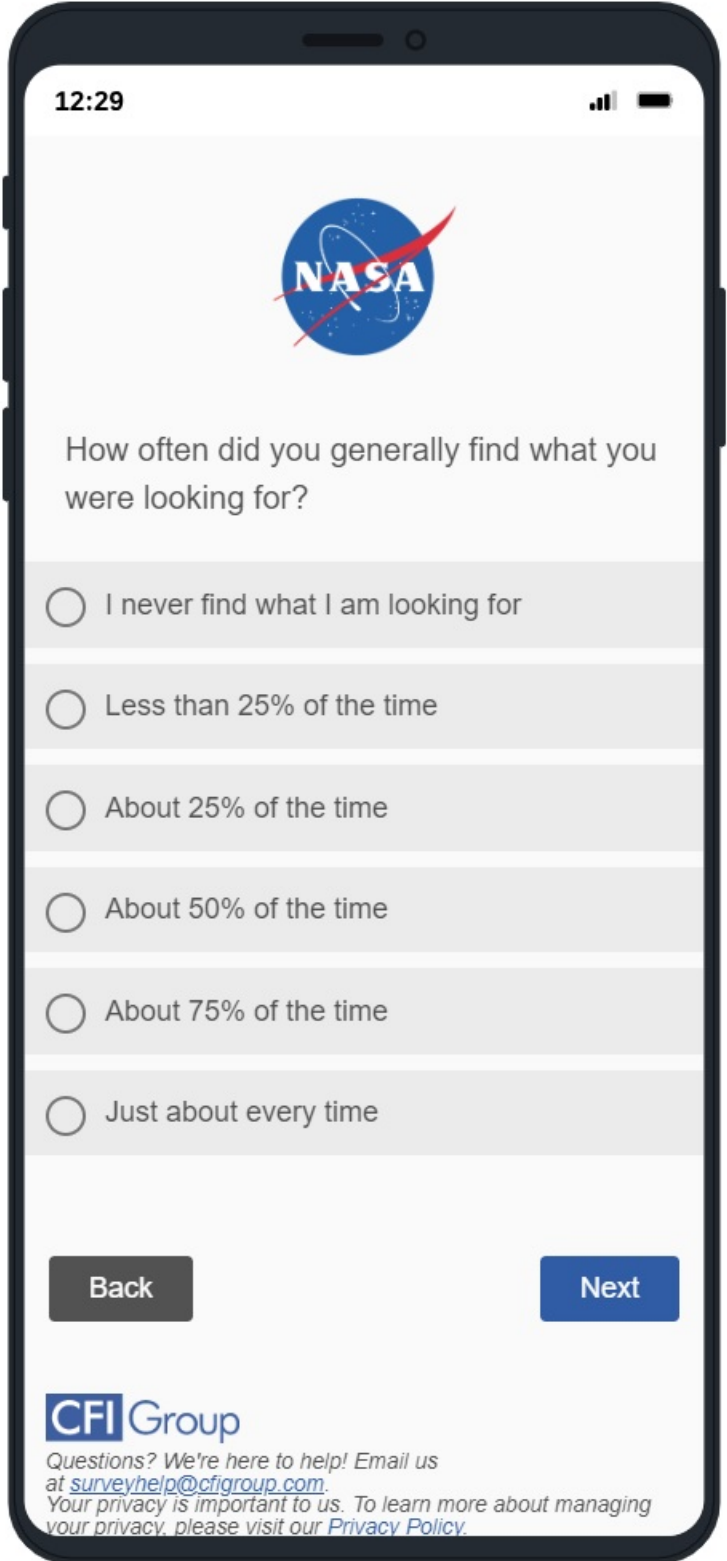 12:29
NASA
How often did you generally find what you
were looking for?
I never find what I am looking for
Less than 25% of the time
About 25% of the time
About 50% of the time
About 75% of the time
Just about every time
Back Next
CFI Group
Questions? We're here to help! Email us
at surveyhelp@cfigroup.com.
Your privacy is important to us. To learn more about managing
your privacy, please visit our Privacy Policy.